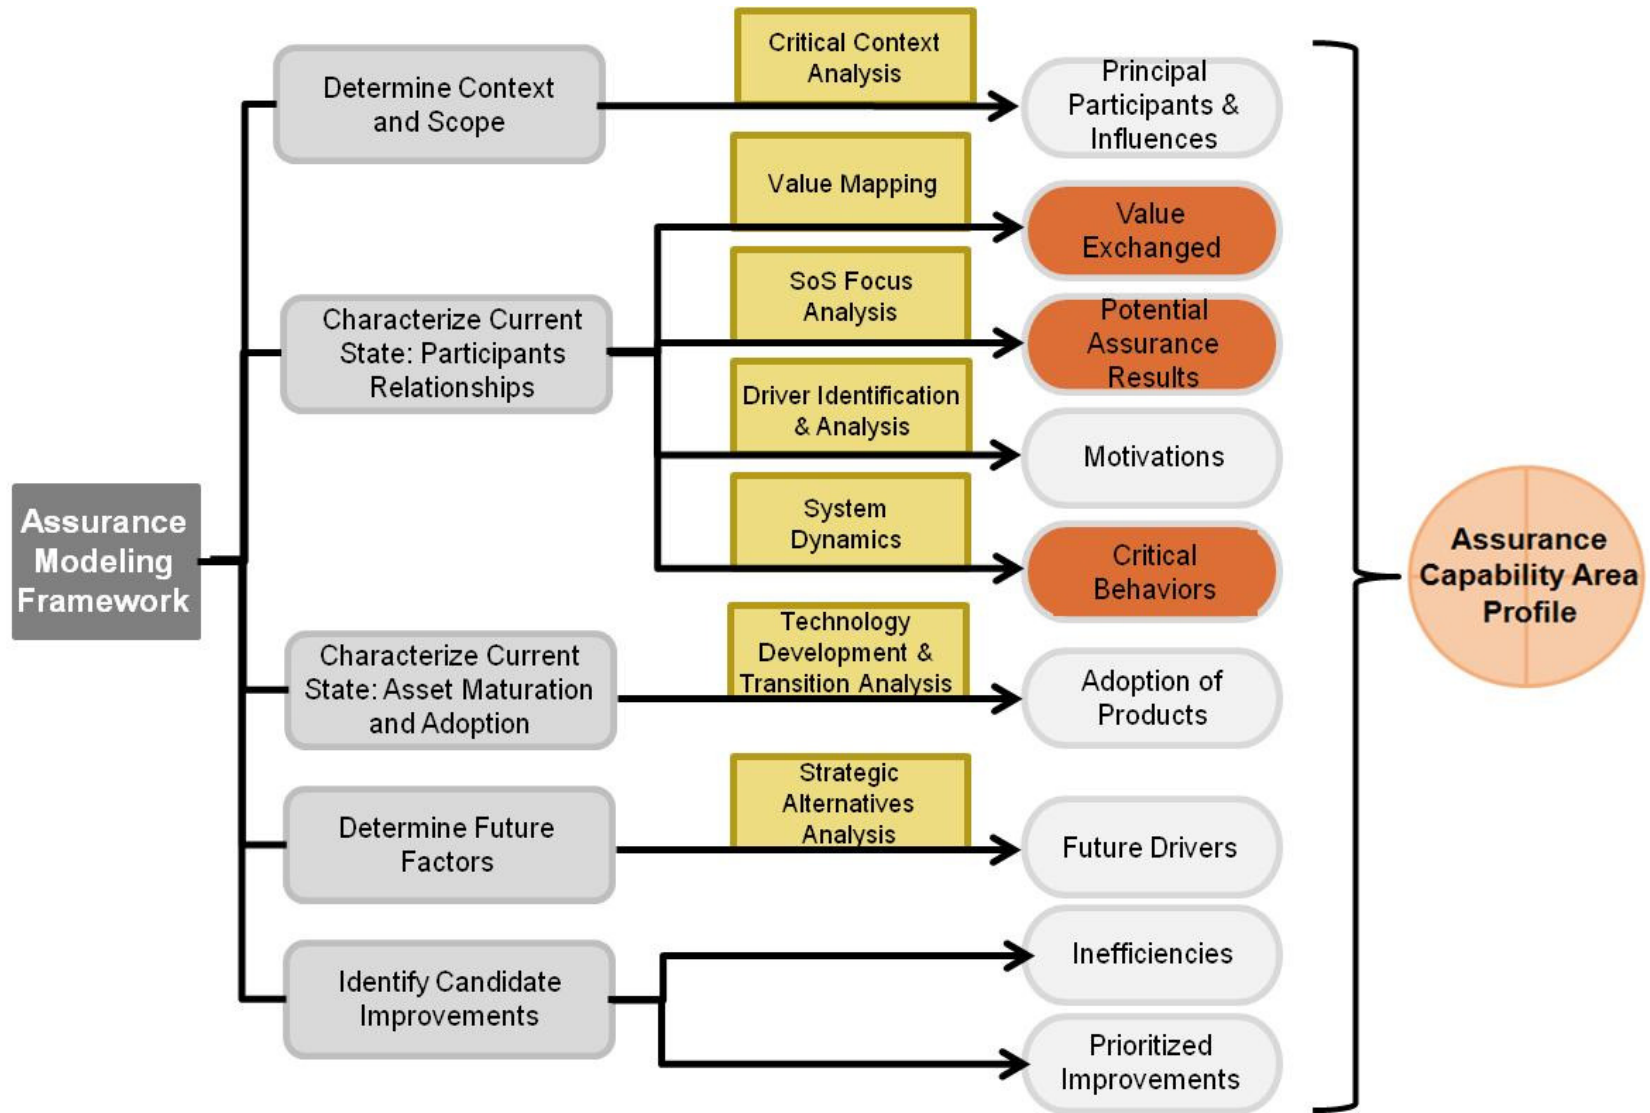 Assurance
Modeling
Framework
Determine Context
and Scope
Critical Context
Analysis
Principal
Participants &
Influences
Characterize Current
State: Participants
Relationships
Value Mapping
Value
Exchanged
SoS Focus
Analysis
Potential
Assurance
Results
Driver Identification
& Analysis
Motivations
System
Dynamics
Critical
Behaviors
Characterize Current
State: Asset Maturation
and Adoption
Technology
Development &
Transition Analysis
Adoption of
Products
Determine Future
Factors
Strategic
Alternatives
Analysis
Future Drivers
Identify Candidate
Improvements
Inefficiencies
Prioritized
Improvements
Assurance
Capability Area
Profile